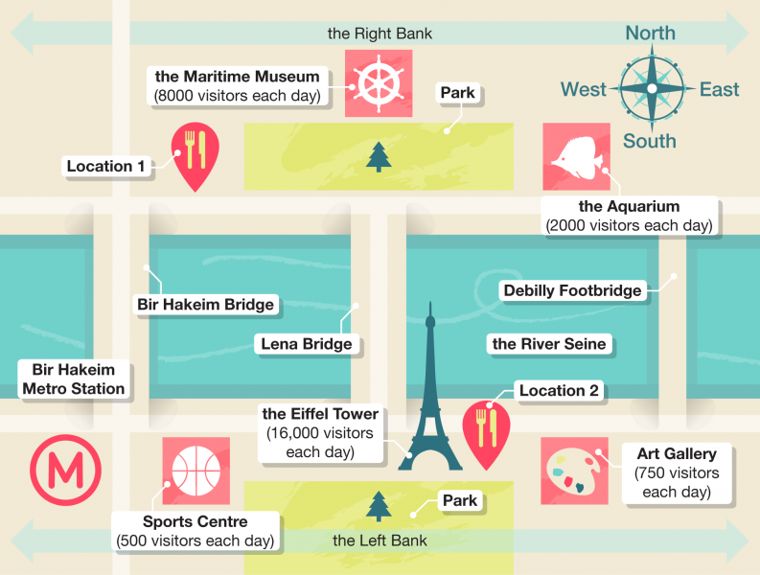 the Right Bank
North
West
East
South
the Maritime Museum
(8000 visitors each day)
Park
Location 1
the Aquarium
(2000 visitors each day)
Bir Hakeim Bridge
Debilly Footbridge
Lena Bridge
the River Seine
Bir Hakeim
Metro Station
Location 2
the Eiffel Tower
(16,000 visitors
each day)
M
Art Gallery
(750 visitors
each day)
Park
Sports Centre
(500 visitors each day)
the Left Bank